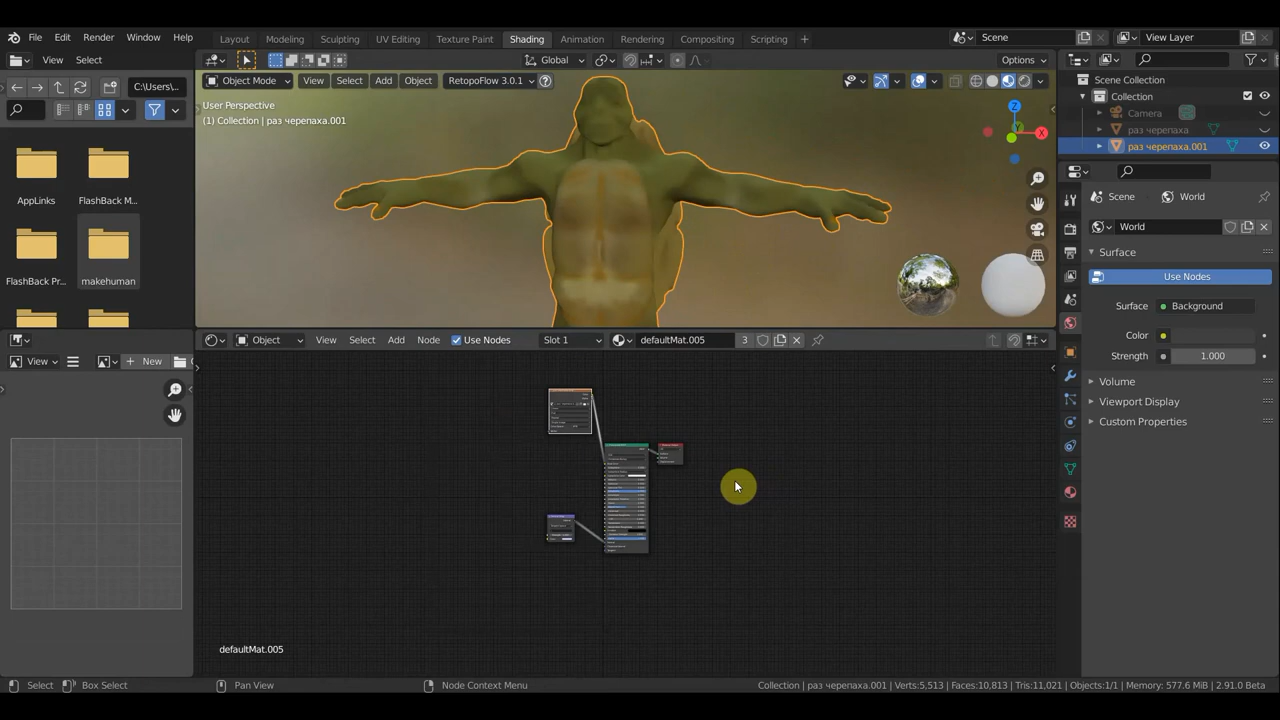 File Edit Render Window Help
Layout Modeling Sculpting UV Editing Texture Paint Shading Animation Rendering Compositing Scripting +
Scene View Layer
View Select
Global Options
C:\Users\...
Object Mode View Select Add Object RetopoFlow 3.0.1
User Perspective
(1) Collection | раз черепаха.001
X
Z
AppLinks FlashBack M...
FlashBack Pr... makehuman
Scene Collection
Collection
Camera
раз черепаха
раз черепаха.001
Scene World
World
Surface
Use Nodes
Surface Background
Color
Strength 1.000
Volume
Viewport Display
Custom Properties
View New
Object View Select Add Node Use Nodes Slot 1 defaultMat.005 3
defaultMat.005
Select Box Select Pan View Node Context Menu
Collection | раз черепаха.001 | Verts:5,513 | Faces:10,813 | Tris:11,021 | Objects:1/1 | Memory: 577.6 MiB | 2.91.0 Beta